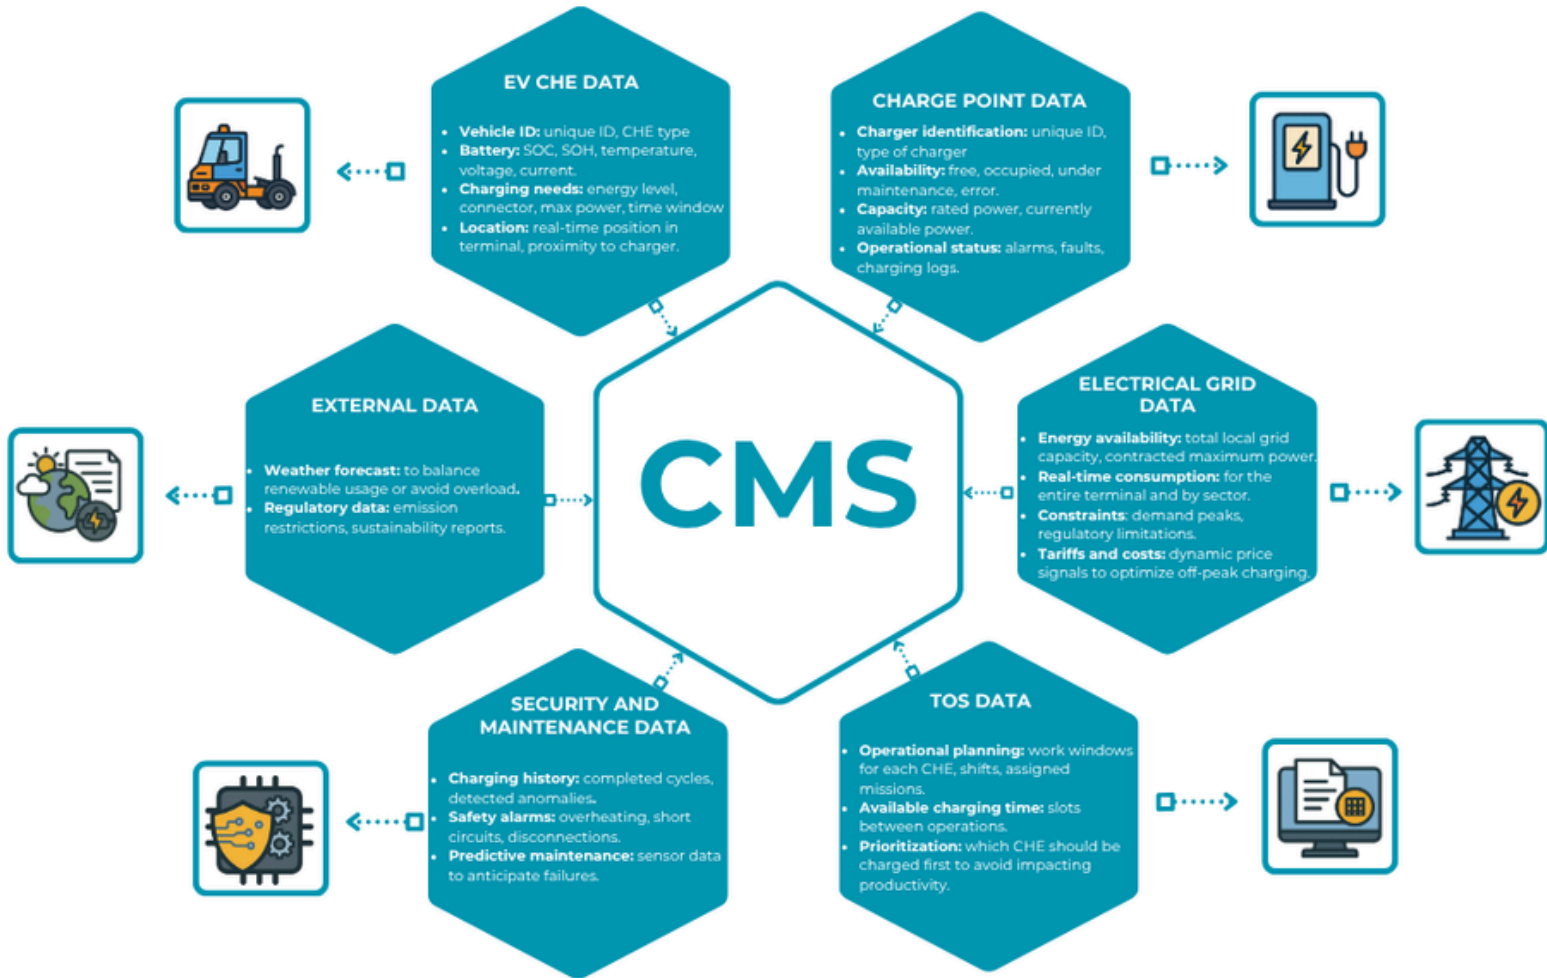 EV CHE DATA
• Vehicle ID: unique ID, CHE type
• Battery: SOC, SOH, temperature,
voltage, current.
• Charging needs: energy level,
connector, max power, time window
• Location: real-time position in
terminal, proximity to charger.
CHARGE POINT DATA
• Charger identification: unique ID,
type of charger
• Availability: free, occupied, under
maintenance, error.
• Capacity: rated power, currently
available power.
• Operational status: alarms, faults,
charging logs.
EXTERNAL DATA
• Weather forecast: to balance
renewable usage or avoid overload.
• Regulatory data: emission
restrictions, sustainability reports.
CMS
ELECTRICAL GRID
DATA
• Energy availability: total local grid
capacity, contracted maximum power.
• Real-time consumption: for the
entire terminal and by sector.
• Constraints: demand peaks,
regulatory limitations.
• Tariffs and costs: dynamic price
signals to optimize off-peak charging.
SECURITY AND
MAINTENANCE DATA
• Charging history: completed cycles,
detected anomalies.
• Safety alarms: overheating, short
circuits, disconnections.
• Predictive maintenance: sensor data
to anticipate failures.
TOS DATA
• Operational planning: work windows
for each CHE, shifts, assigned
missions.
• Available charging time: slots
between operations.
• Prioritization: which CHE should be
charged first to avoid impacting
productivity.